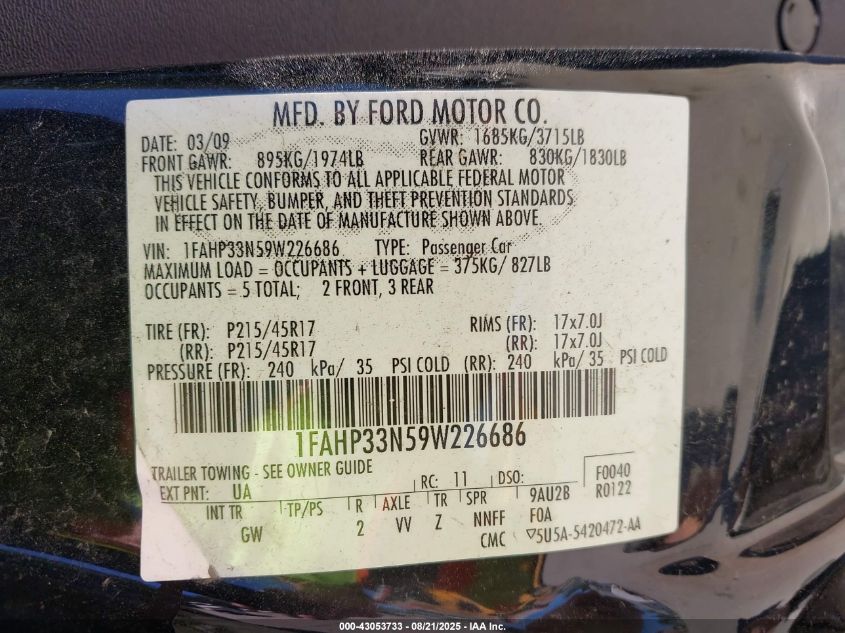 MFD. BY FORD MOTOR CO.
DATE: 03/09 GVWR: 1685KG/3715LB
FRONT GAWR: 895KG/1974LB REAR GAWR: 830KG/1830LB
THIS VEHICLE CONFORMS TO ALL APPLICABLE FEDERAL MOTOR
VEHICLE SAFETY, BUMPER, AND THEFT PREVENTION STANDARDS
IN EFFECT ON THE DATE OF MANUFACTURE SHOWN ABOVE.
VIN: 1FAHP33N59W226686 TYPE: Passenger Car
MAXIMUM LOAD = OCCUPANTS + LUGGAGE = 375KG/ 827LB
OCCUPANTS = 5 TOTAL; 2 FRONT, 3 REAR
TIRE (FR): P215/45R17 RIMS (FR): 17x7.0J
(RR): P215/45R17 (RR): 17x7.0J
PRESSURE (FR): 240 kPa/ 35 PSI COLD (RR): 240 kPa/ 35 PSI COLD
1FAHP33N59W226686
TRAILER TOWING - SEE OWNER GUIDE
EXT PNT: UA RC: 11 DSO: F0040
R0122
INT TR TP/PS R AXLE TR SPR 9AU2B
GW 2 VV Z NNFF FOA
CMC ▽5U5A-5420472-AA
000-43053733 - 08/21/2025 - IAA Inc.